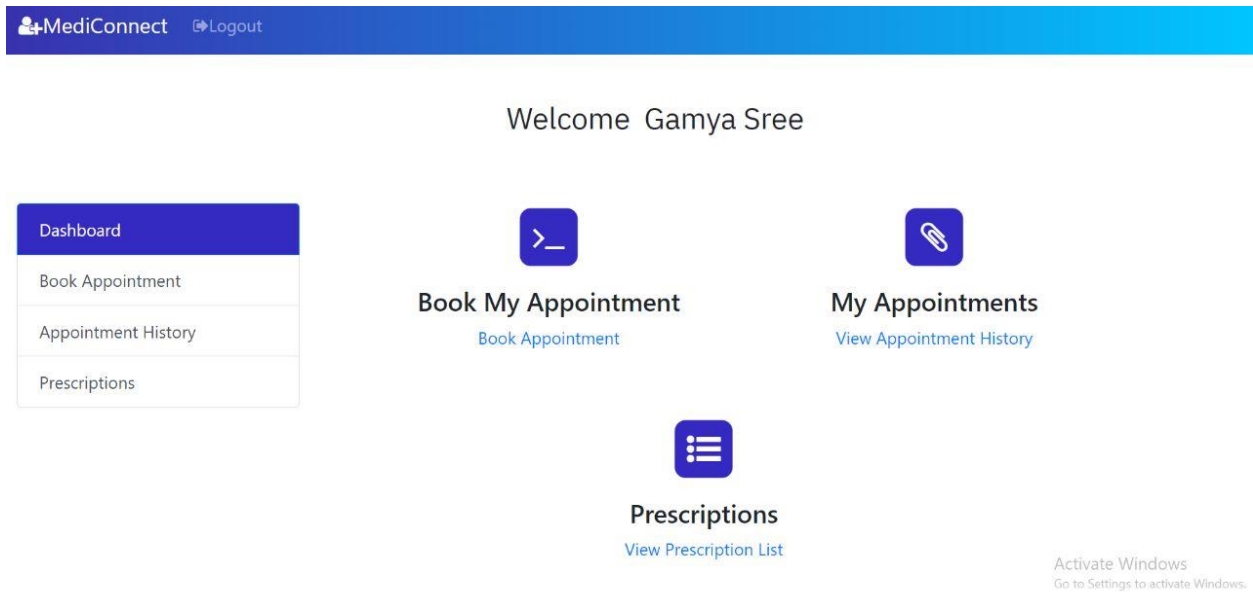 MediConnect Logout
Welcome Gamya Sree
Dashboard
Book Appointment
Appointment History
Prescriptions
Book My Appointment
Book Appointment
My Appointments
View Appointment History
Prescriptions
View Prescription List
Activate Windows
Go to Settings to activate Windows.